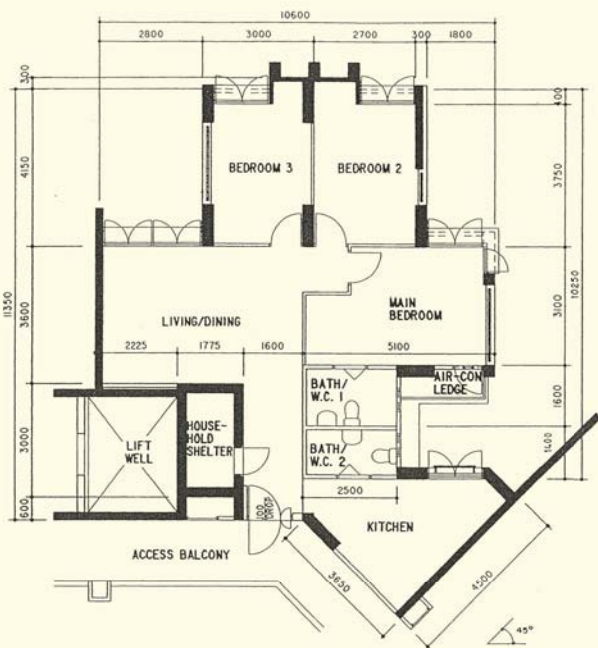 10600
2800
3000
2700
300
1800
300
400
4150
3750
BEDROOM 3
BEDROOM 2
11350
10250
3600
3100
LIVING/DINING
MAIN
BEDROOM
2225
1775
1600
5100
BATH/
W.C. 1
AIR-CON
LEDGE
1600
HOUSE-
HOLD
SHELTER
LIFT
WELL
3000
BATH/
W.C. 2
1400
2500
600
100
DROP
KITCHEN
ACCESS BALCONY
3650
4500
45°